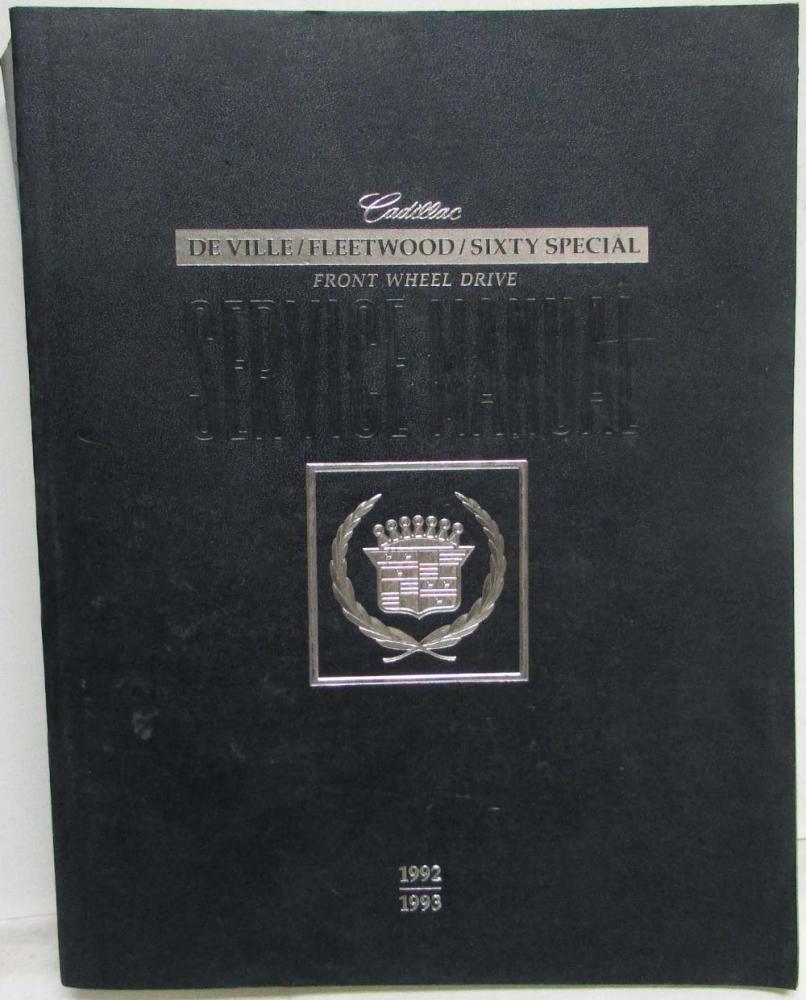 Cadillac
DE VILLE/FLEETWOOD/SIXTY SPECIAL
FRONT WHEEL DRIVE
SERVICE MANUAL
1992
1993